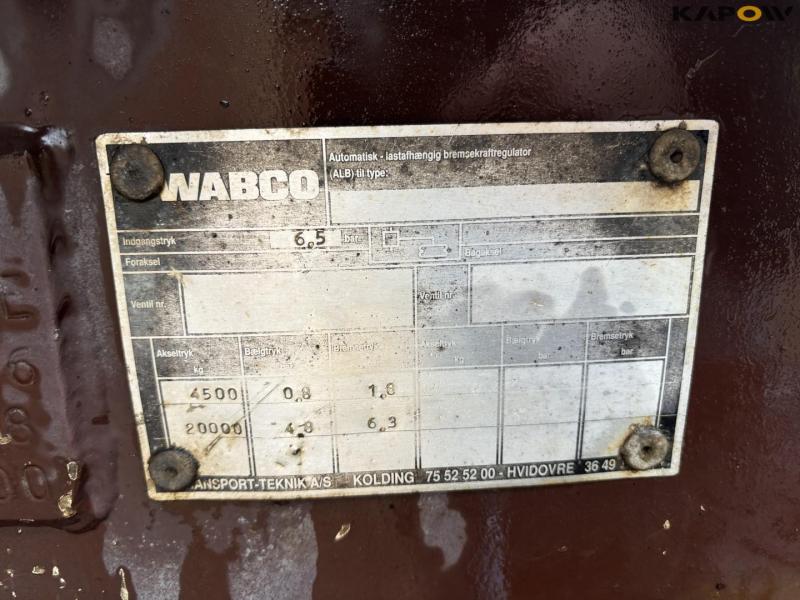 KAPOW
WABCO
Automatisk - lastafhængig bremsekraftregulator
(ALB) til type:
Indgangstryk 6,5 bar
Foraksel Bagaksel
Ventil nr. Ventil nr.
Akseltryk Bælgtryk Bremsetryk Akseltryk Bælgtryk Bremsetryk
kg kg bar bar
4500 0,8 1,8
20000 4,8 6,3
ANSPORT-TEKNIK A/S KOLDING 75 52 52 00 - HVIDOVRE 36 49